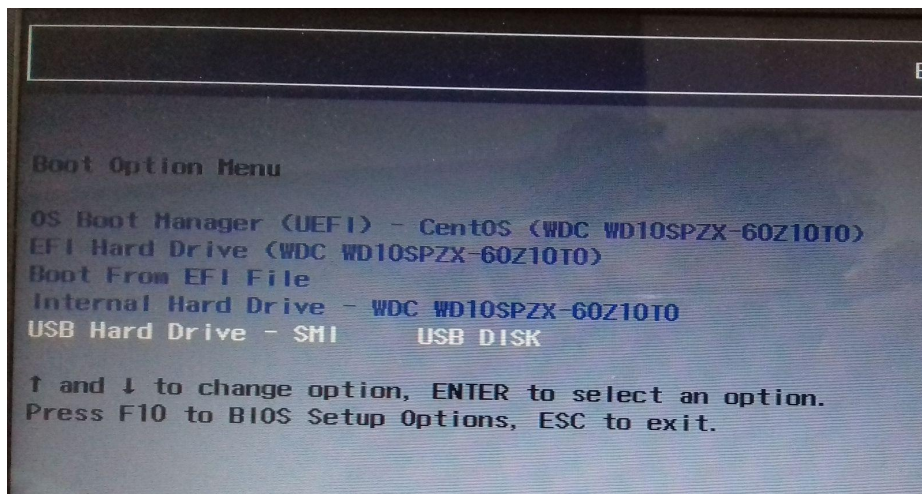 Boot Option Menu
OS Boot Manager (UEFI) - CentOS (WDC WD10SPZX-60Z10T0)
EFI Hard Drive (WDC WD10SPZX-60Z10T0)
Boot From EFI File
Internal Hard Drive - WDC WD10SPZX-60Z10T0
USB Hard Drive - SMI USB DISK
↑ and ↓ to change option, ENTER to select an option.
Press F10 to BIOS Setup Options, ESC to exit.